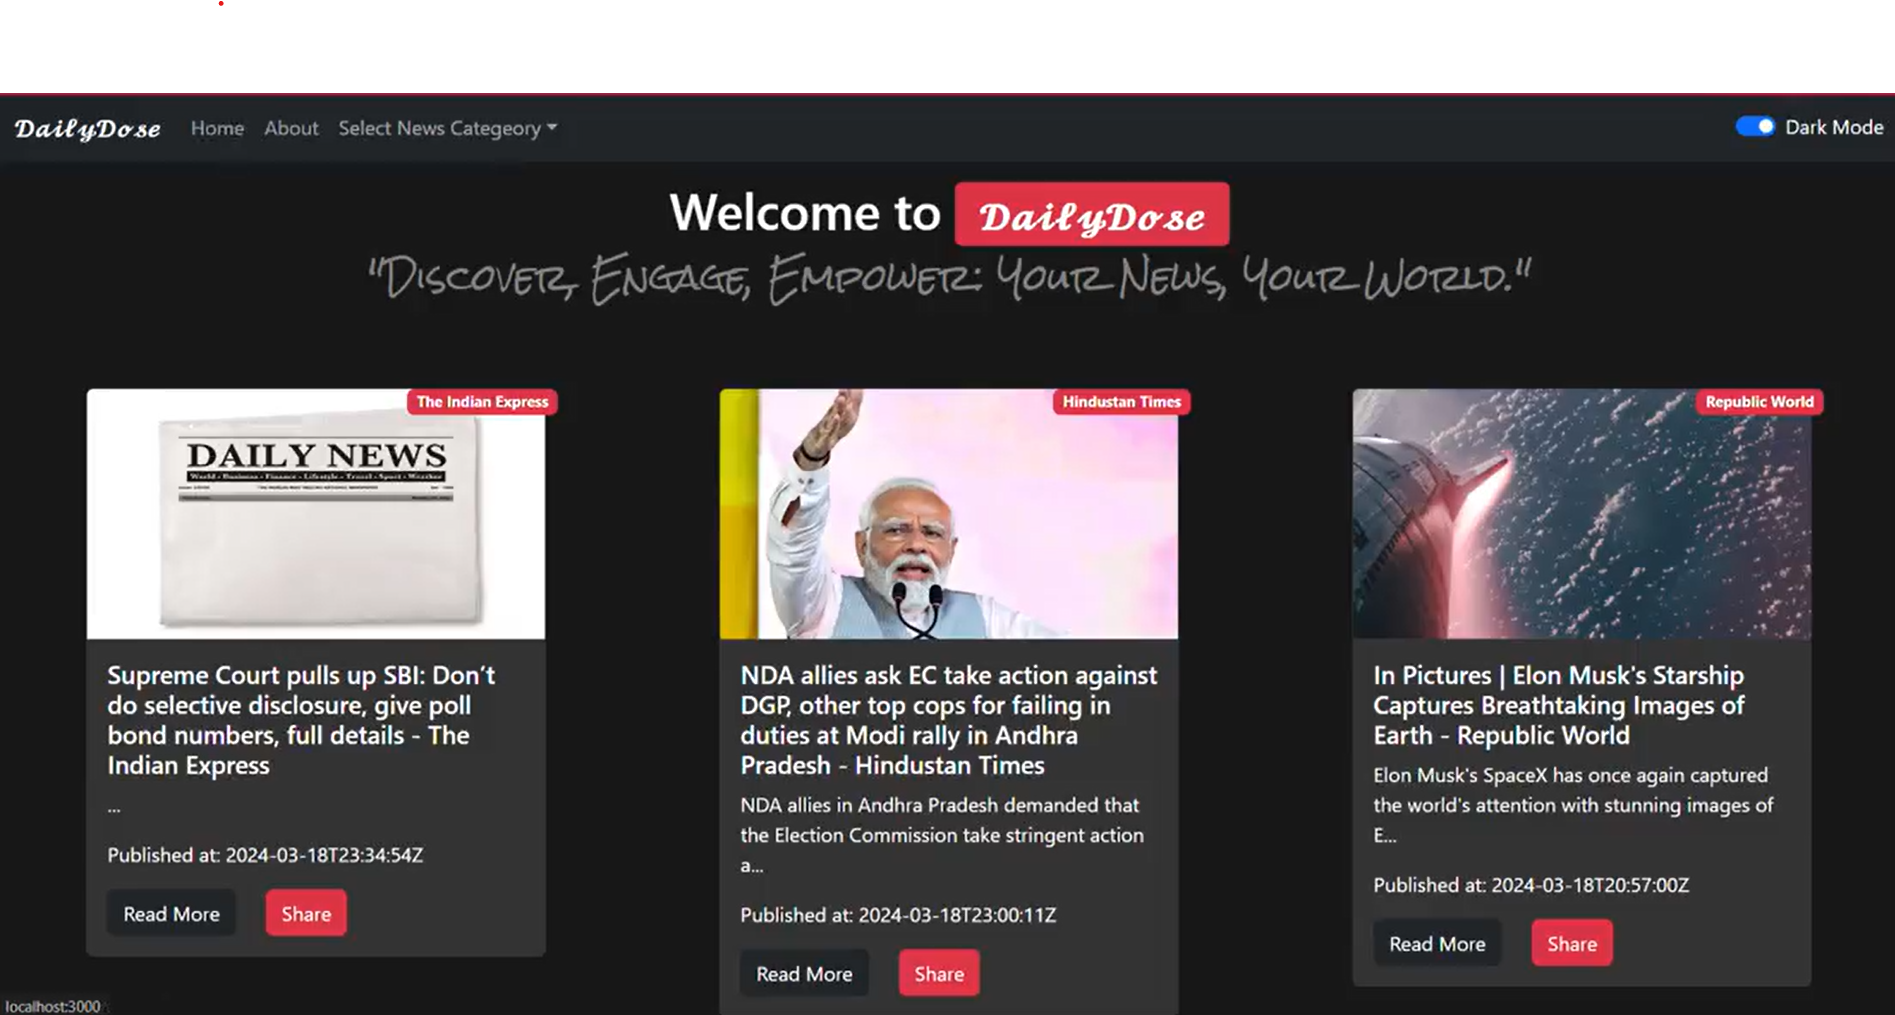 DailyDose Home About Select News Categeory Dark Mode
Welcome to DailyDose
"Discover, Engage, Empower: Your News, Your World."
The Indian Express
DAILY NEWS
World - Business - Finance - Lifestyle - Travel - Sport - Weather
Supreme Court pulls up SBI: Don’t
do selective disclosure, give poll
bond numbers, full details - The
Indian Express
...
Published at: 2024-03-18T23:34:54Z
Read More Share
Hindustan Times
NDA allies ask EC take action against
DGP, other top cops for failing in
duties at Modi rally in Andhra
Pradesh - Hindustan Times
NDA allies in Andhra Pradesh demanded that
the Election Commission take stringent action
a...
Published at: 2024-03-18T23:00:11Z
Read More Share
Republic World
In Pictures | Elon Musk's Starship
Captures Breathtaking Images of
Earth - Republic World
Elon Musk's SpaceX has once again captured
the world's attention with stunning images of
E...
Published at: 2024-03-18T20:57:00Z
Read More Share
localhost:3000